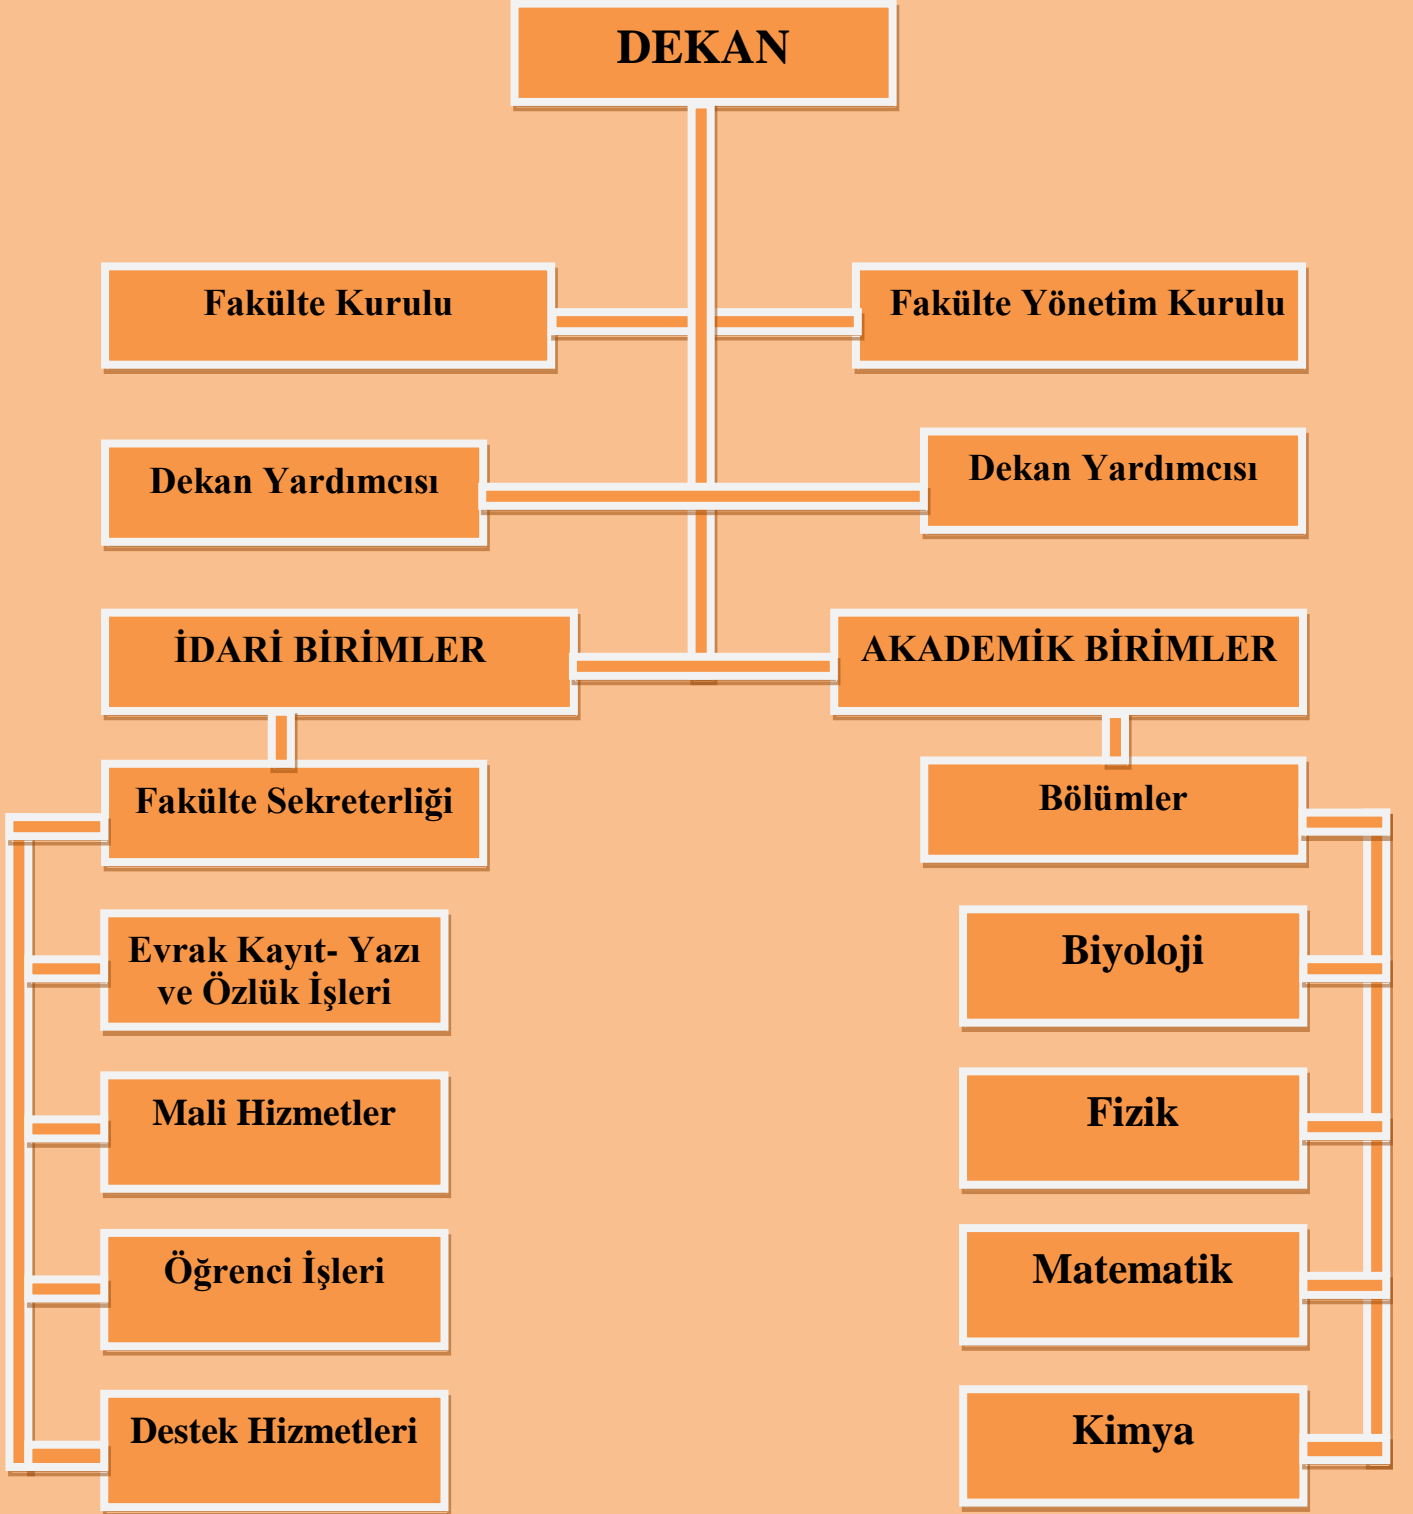 DEKAN
Fakülte Kurulu
Fakülte Yönetim Kurulu
Dekan Yardımcısı
Dekan Yardımcısı
İDARİ BİRİMLER
AKADEMİK BİRİMLER
Fakülte Sekreterliği
Bölümler
Evrak Kayıt- Yazı
ve Özlük İşleri
Biyoloji
Mali Hizmetler
Fizik
Öğrenci İşleri
Matematik
Destek Hizmetleri
Kimya